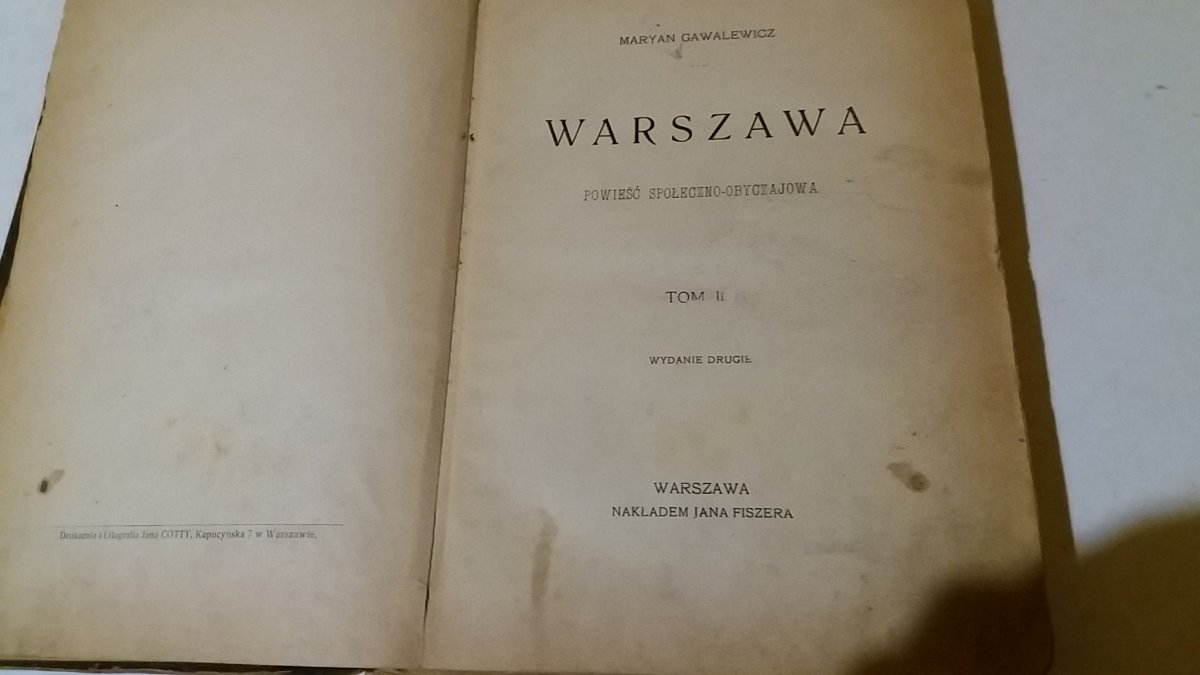 Drukarnia i Litografia Jana COTTY, Kapucyńska 7 w Warszawie.
MARYAN GAWALEWICZ
WARSZAWA
POWIEŚĆ SPOŁECZNO-OBYCZAJOWA
TOM II
WYDANIE DRUGIE
WARSZAWA
NAKŁADEM JANA FISZERA